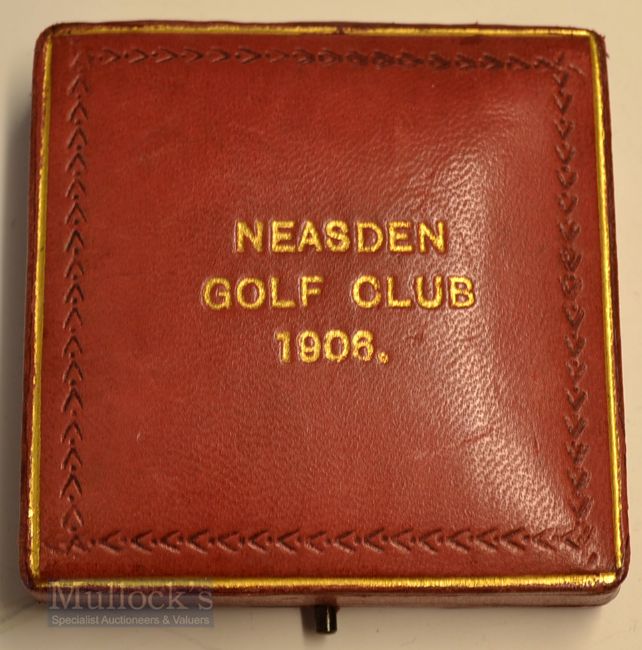 NEASDEN
GOLF CLUB
1906.
Mullock's
Specialist Auctioneers & Valuers